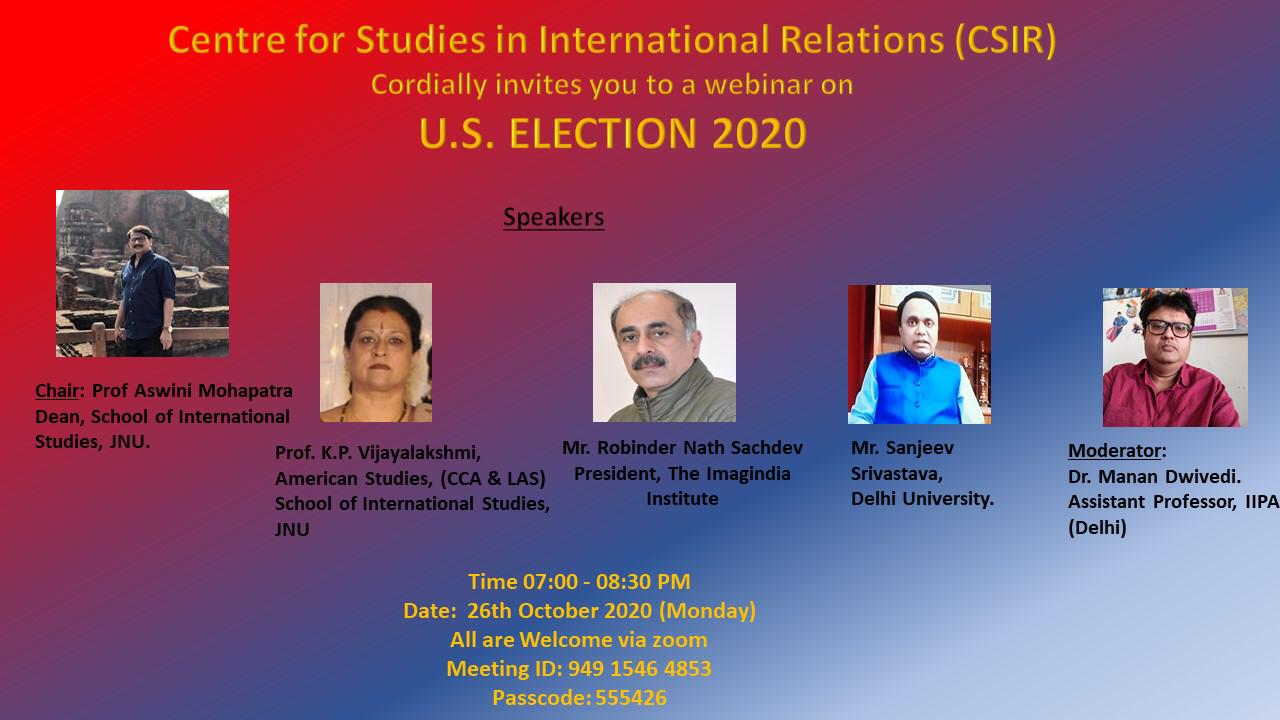 Centre for Studies in International Relations (CSIR)
Cordially invites you to a webinar on
U.S. ELECTION 2020
Speakers
Chair: Prof Aswini Mohapatra
Dean, School of International
Studies, JNU.
Prof. K.P. Vijayalakshmi,
American Studies, (CCA & LAS)
School of International Studies,
JNU
Mr. Robinder Nath Sachdev
President, The Imagindia
Institute
Mr. Sanjeev
Srivastava,
Delhi University.
Moderator:
Dr. Manan Dwivedi.
Assistant Professor, IIPA
(Delhi)
Time 07:00 - 08:30 PM
Date: 26th October 2020 (Monday)
All are Welcome via zoom
Meeting ID: 949 1546 4853
Passcode: 555426